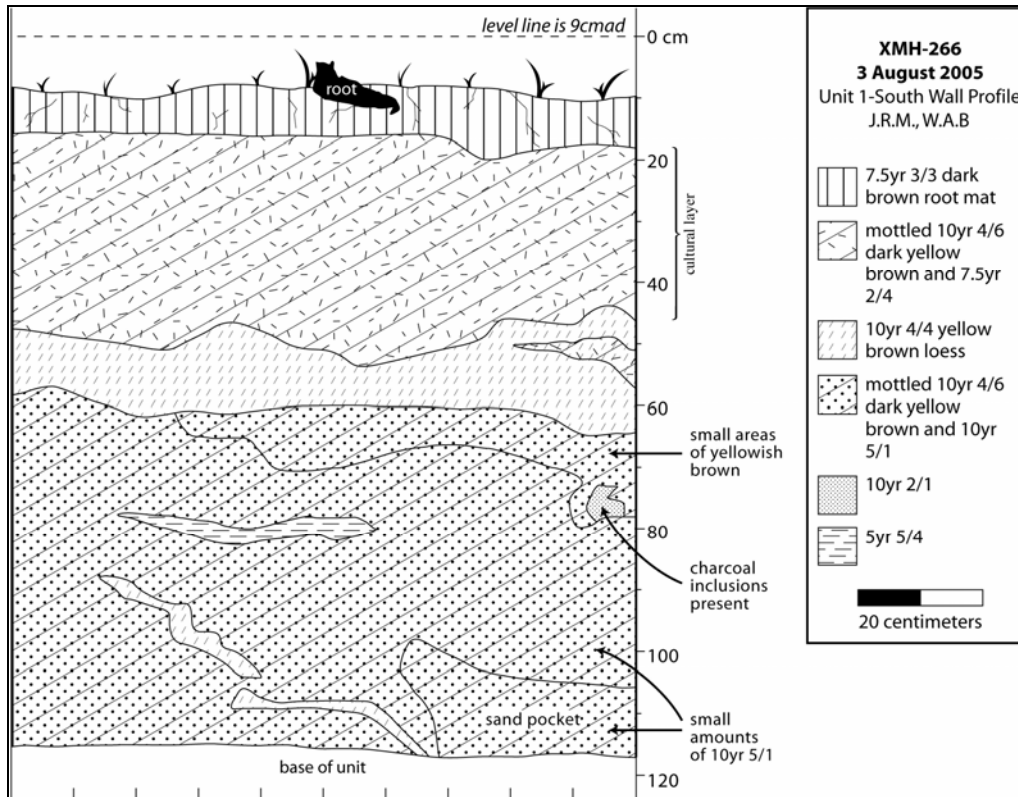 level line is 9cmad
0 cm
root
20
cultural layer
40
60
small areas
of yellowish
brown
80
charcoal
inclusions
present
100
sand pocket
small
amounts
of 10yr 5/1
base of unit
120
XMH-266
3 August 2005
Unit 1-South Wall Profile
J.R.M., W.A.B
7.5yr 3/3 dark
brown root mat
mottled 10yr 4/6
dark yellow
brown and 7.5yr
2/4
10yr 4/4 yellow
brown loess
mottled 10yr 4/6
dark yellow
brown and 10yr
5/1
10yr 2/1
5yr 5/4
20 centimeters